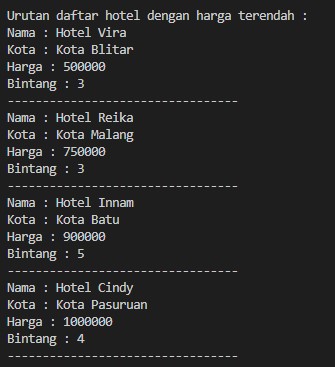 Urutan daftar hotel dengan harga terendah :
Nama : Hotel Vira
Kota : Kota Blitar
Harga : 500000
Bintang : 3
---------------------------------
Nama : Hotel Reika
Kota : Kota Malang
Harga : 750000
Bintang : 3
---------------------------------
Nama : Hotel Innam
Kota : Kota Batu
Harga : 900000
Bintang : 5
---------------------------------
Nama : Hotel Cindy
Kota : Kota Pasuruan
Harga : 1000000
Bintang : 4
---------------------------------